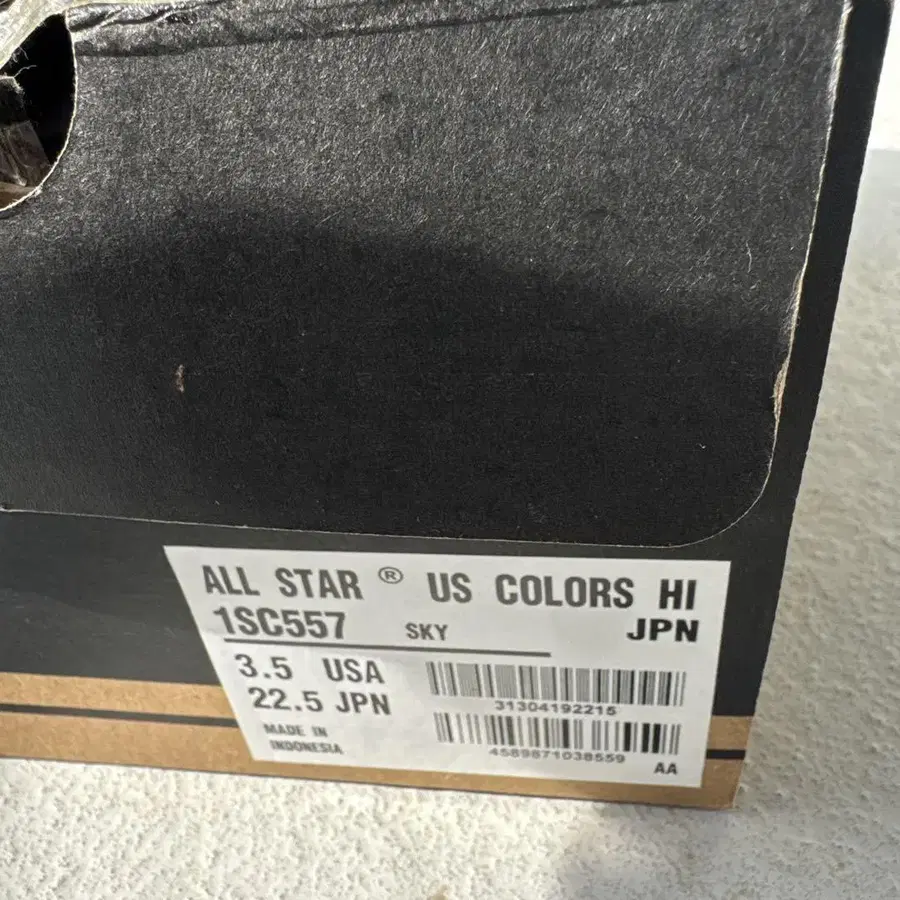 ALL STAR ® US COLORS HI
1SC557 SKY JPN
3.5 USA
22.5 JPN
31304192215
MADE IN
INDONESIA
4589871038559
AA